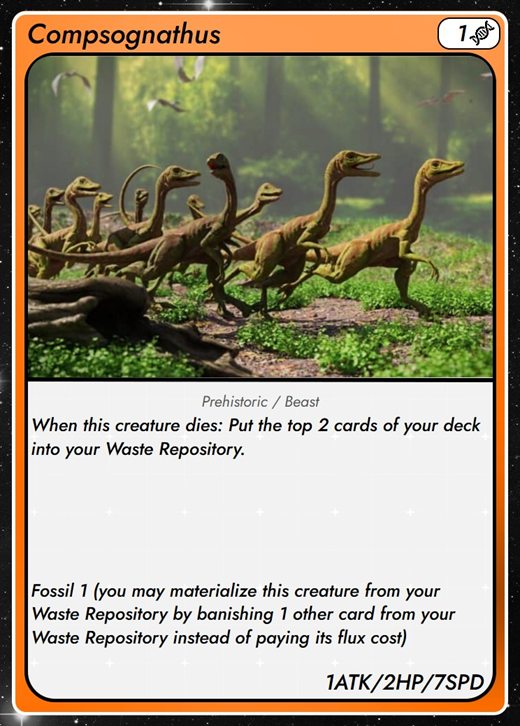 Compsognathus
1
Prehistoric / Beast
When this creature dies: Put the top 2 cards of your deck
into your Waste Repository.
Fossil 1 (you may materialize this creature from your
Waste Repository by banishing 1 other card from your
Waste Repository instead of paying its flux cost)
1ATK/2HP/7SPD